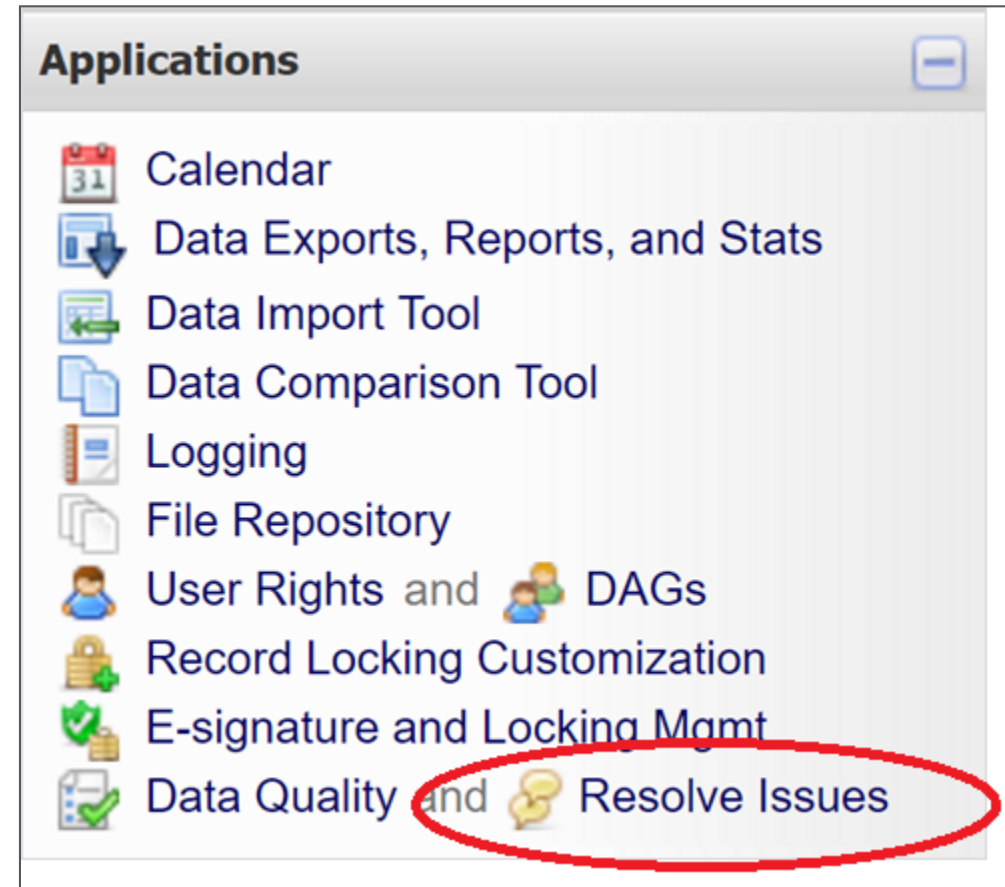 Applications
31
Calendar
Data Exports, Reports, and Stats
Data Import Tool
Data Comparison Tool
Logging
File Repository
User Rights and DAGs
Record Locking Customization
E-signature and Locking Mgmt
Data Quality and Resolve Issues